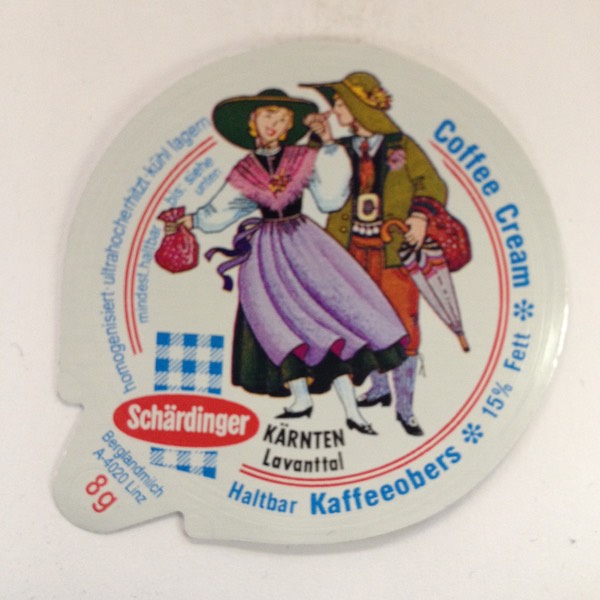 homogenisiert·ultrahocherhitzt·kühl lagern
mindest.haltbar bis: siehe
unten
Coffee Cream ✼ 15% Fett ✼
Haltbar Kaffeeobers
Schärdinger
KÄRNTEN
Lavanttal
Berglandmilch
A-4020 Linz
8g